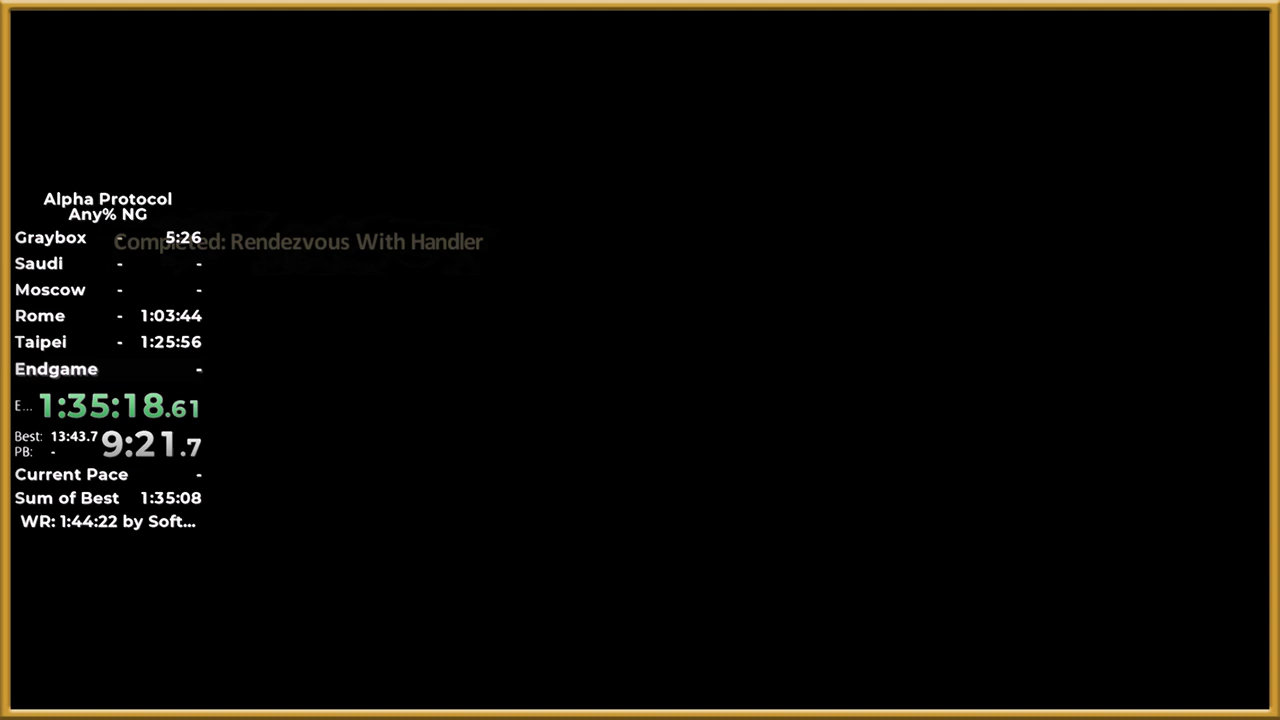 Alpha Protocol
Any% NG
Graybox - 5:26
Completed: Rendezvous With Handler
Saudi - -
Moscow - -
Rome - 1:03:44
Taipei - 1:25:56
Endgame -
E... 1:35:18.61
Best: 13:43.7 9:21.7
PB: -
Current Pace -
Sum of Best 1:35:08
WR: 1:44:22 by Soft...